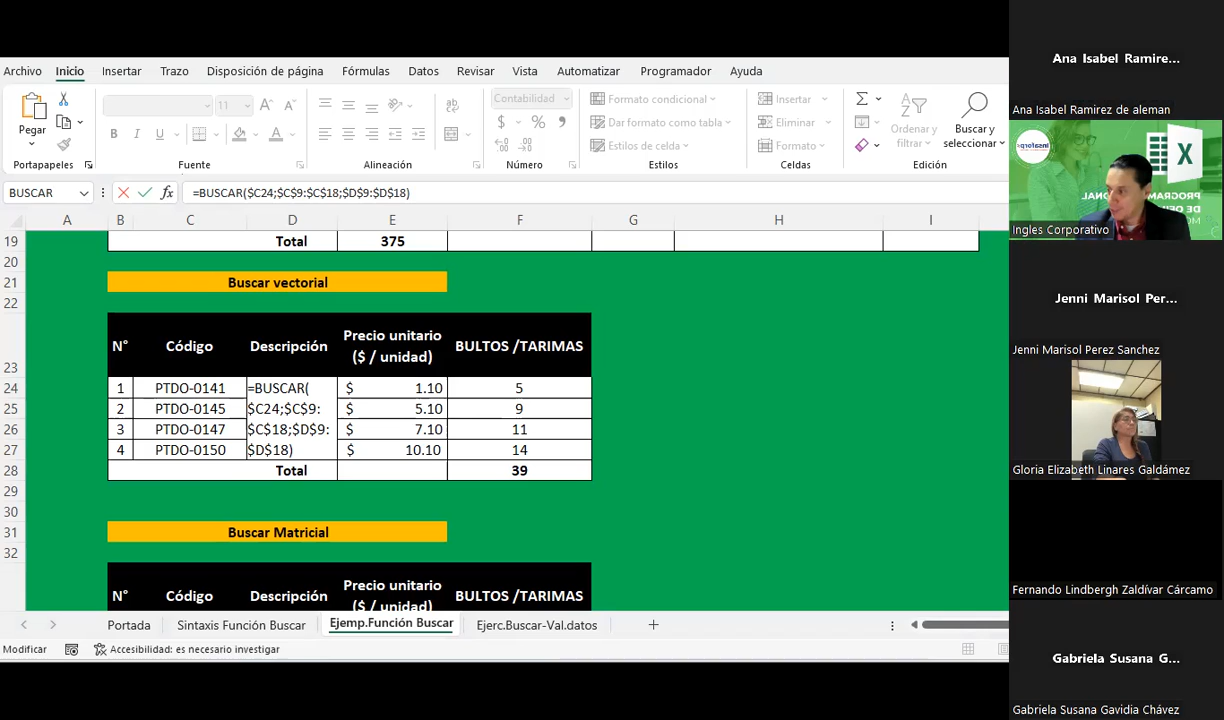 Archivo Inicio Insertar Trazo Disposición de página Fórmulas Datos Revisar Vista Automatizar Programador Ayuda
Pegar
11
N K S
Contabilidad
$ % 000
Formato condicional
Dar formato como tabla
Estilos de celda
Insertar
Eliminar
Formato
Ordenar y filtrar
Buscar y seleccionar
Portapapeles Fuente Alineación Número Estilos Celdas Edición
BUSCAR fx =BUSCAR($C24;$C$9:$C$18;$D$9:$D$18)
A B C D E F G H I
19 Total 375
20
21 Buscar vectorial
22
23 N° Código Descripción Precio unitario ($ / unidad) BULTOS /TARIMAS
24 1 PTDO-0141 =BUSCAR( $ 1.10 5
25 2 PTDO-0145 $C24;$C$9: $ 5.10 9
26 3 PTDO-0147 $C$18;$D$9: $ 7.10 11
27 4 PTDO-0150 $D$18) $ 10.10 14
28 Total 39
29
30
31 Buscar Matricial
32
N° Código Descripción Precio unitario ($ / unidad) BULTOS /TARIMAS
Portada Sintaxis Función Buscar Ejemp.Función Buscar Ejerc.Buscar-Val.datos
Modificar Accesibilidad: es necesario investigar
Ana Isabel Ramire...
Ana Isabel Ramirez de aleman
X
Ingles Corporativo
Jenni Marisol Per...
Jenni Marisol Perez Sanchez
Gloria Elizabeth Linares Galdámez
Fernando Lindbergh Zaldívar Cárcamo
Gabriela Susana G...
Gabriela Susana Gavidia Chávez